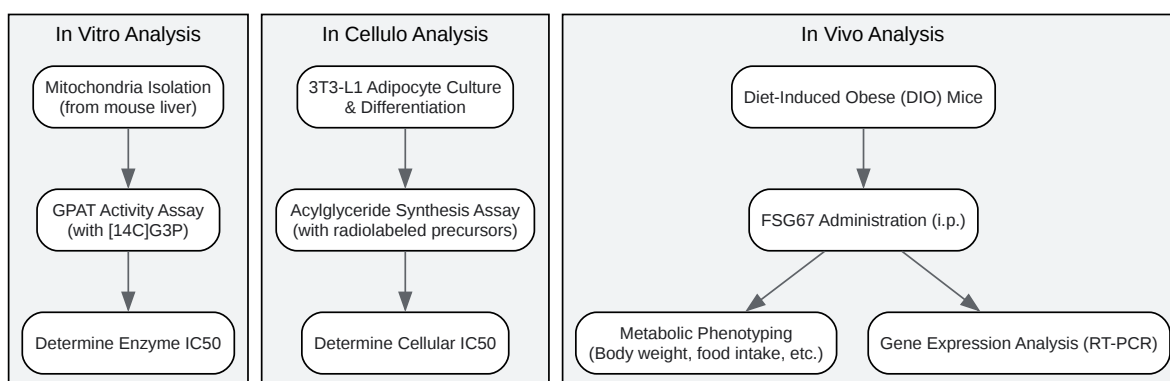 In Vitro Analysis
Mitochondria Isolation
(from mouse liver)
GPAT Activity Assay
(with [14C]G3P)
Determine Enzyme IC50
In Cellulo Analysis
3T3-L1 Adipocyte Culture
& Differentiation
Acylglyceride Synthesis Assay
(with radiolabeled precursors)
Determine Cellular IC50
In Vivo Analysis
Diet-Induced Obese (DIO) Mice
FSG67 Administration (i.p.)
Metabolic Phenotyping
(Body weight, food intake, etc.)
Gene Expression Analysis (RT-PCR)